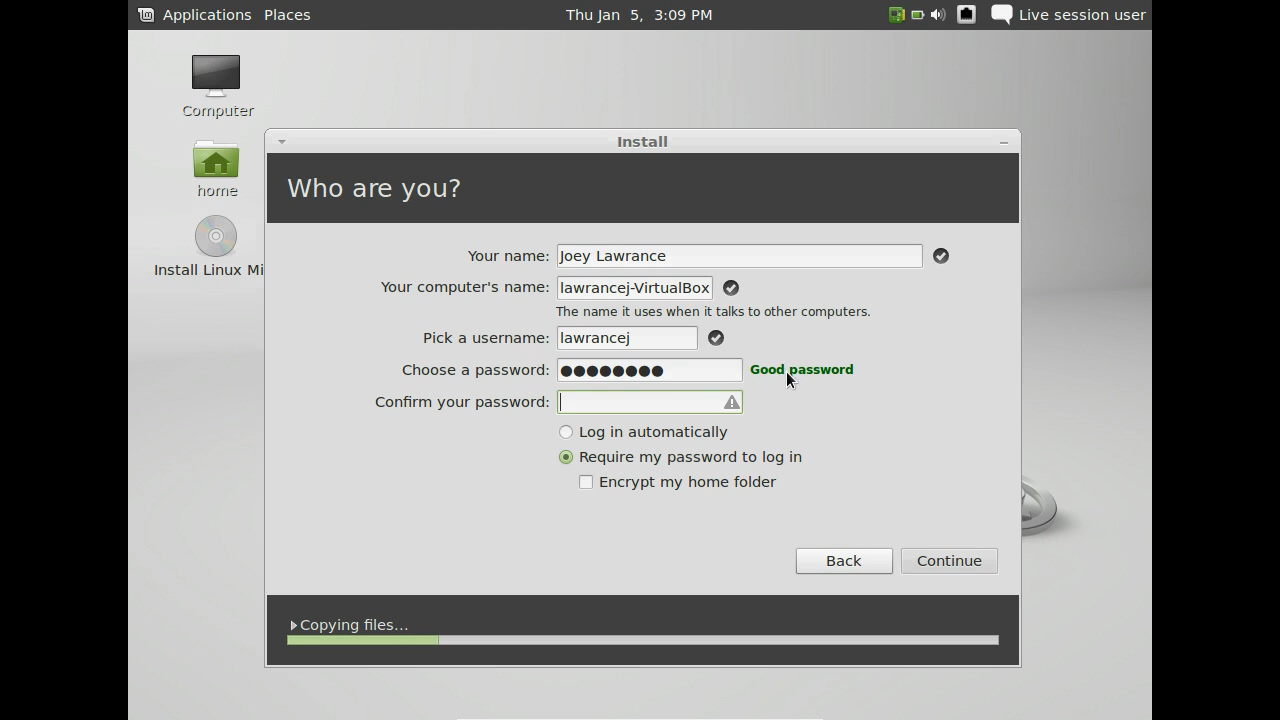 Applications Places Thu Jan 5, 3:09 PM Live session user
Computer
home
Install Linux Mi
Install
Who are you?
Your name: Joey Lawrance
Your computer's name: lawrancej-VirtualBox
The name it uses when it talks to other computers.
Pick a username: lawrancej
Choose a password: ●●●●●●●● Good password
Confirm your password:
Log in automatically
Require my password to log in
Encrypt my home folder
Back Continue
Copying files...